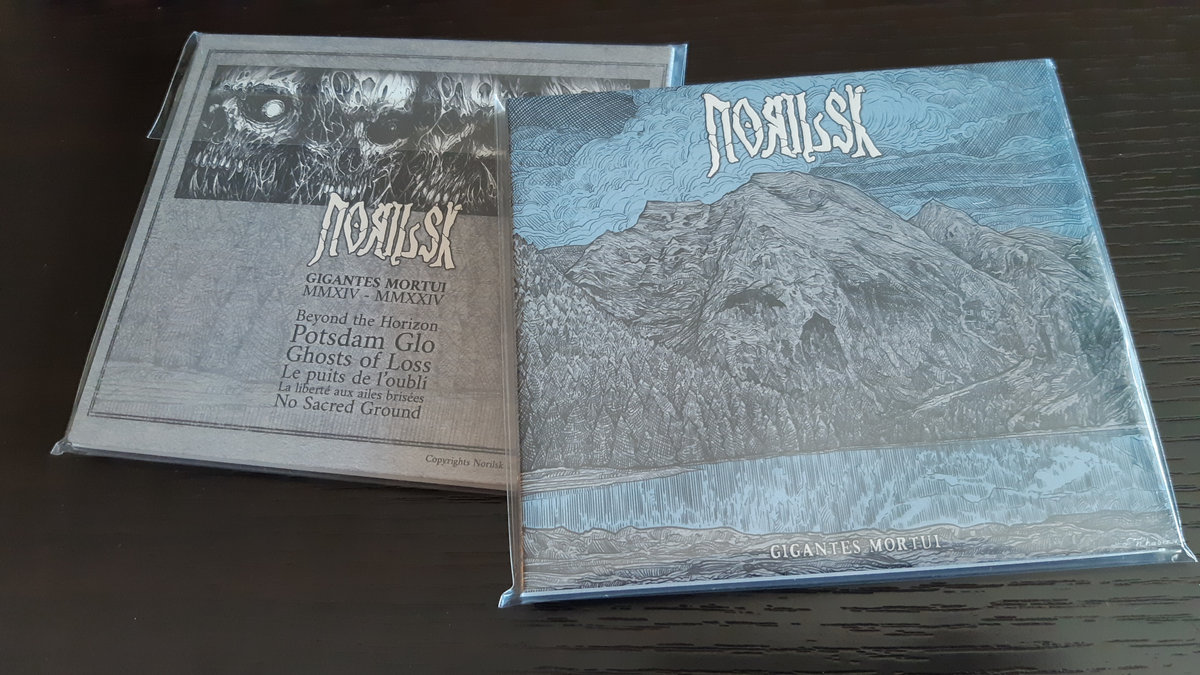 NORILSK
GIGANTES MORTUI
MMXIV - MMXXIV
Beyond the Horizon
Potsdam Glo
Ghosts of Loss
Le puits de l'oubli
La liberté aux ailes brisées
No Sacred Ground
Copyrights Norilsk
NORILSK
GIGANTES MORTUI